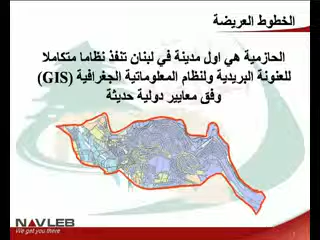 الخطوط العريضة
الحازمية هي اول مدينة في لبنان تنفذ نظاما متكاملا
للعنونة البريدية ولنظام المعلوماتية الجغرافية (GIS)
وفق معايير دولية حديثة
NAVLEB
We get you there